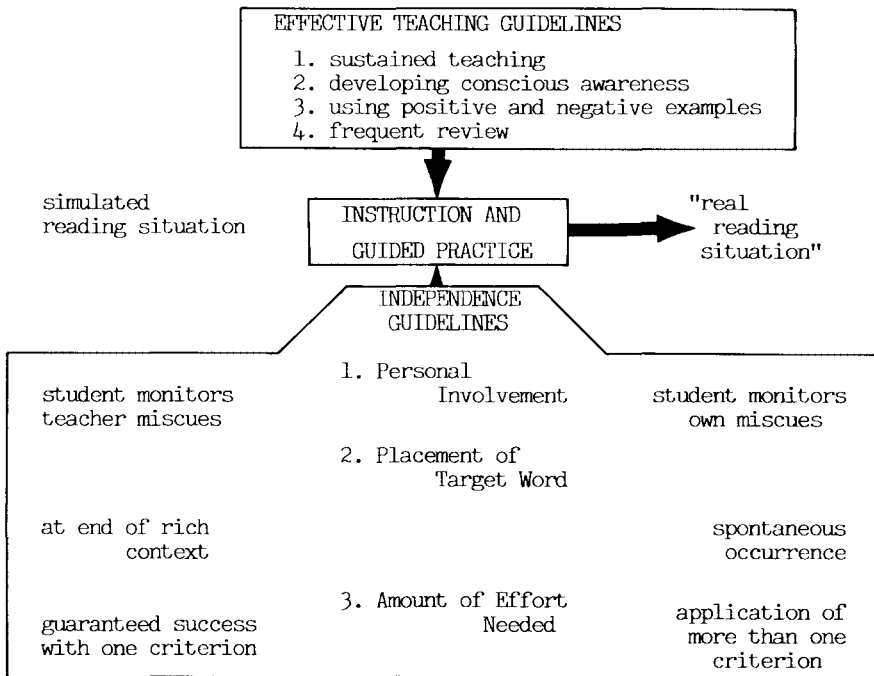 EFFECTIVE TEACHING GUIDELINES
1. sustained teaching
2. developing conscious awareness
3. using positive and negative examples
4. frequent review
simulated
reading situation
INSTRUCTION AND
GUIDED PRACTICE
"real
reading
situation"
INDEPENDENCE
GUIDELINES
1. Personal
Involvement
student monitors
teacher miscues
student monitors
own miscues
2. Placement of
Target Word
at end of rich
context
spontaneous
occurrence
3. Amount of Effort
Needed
guaranteed success
with one criterion
application of
more than one
criterion